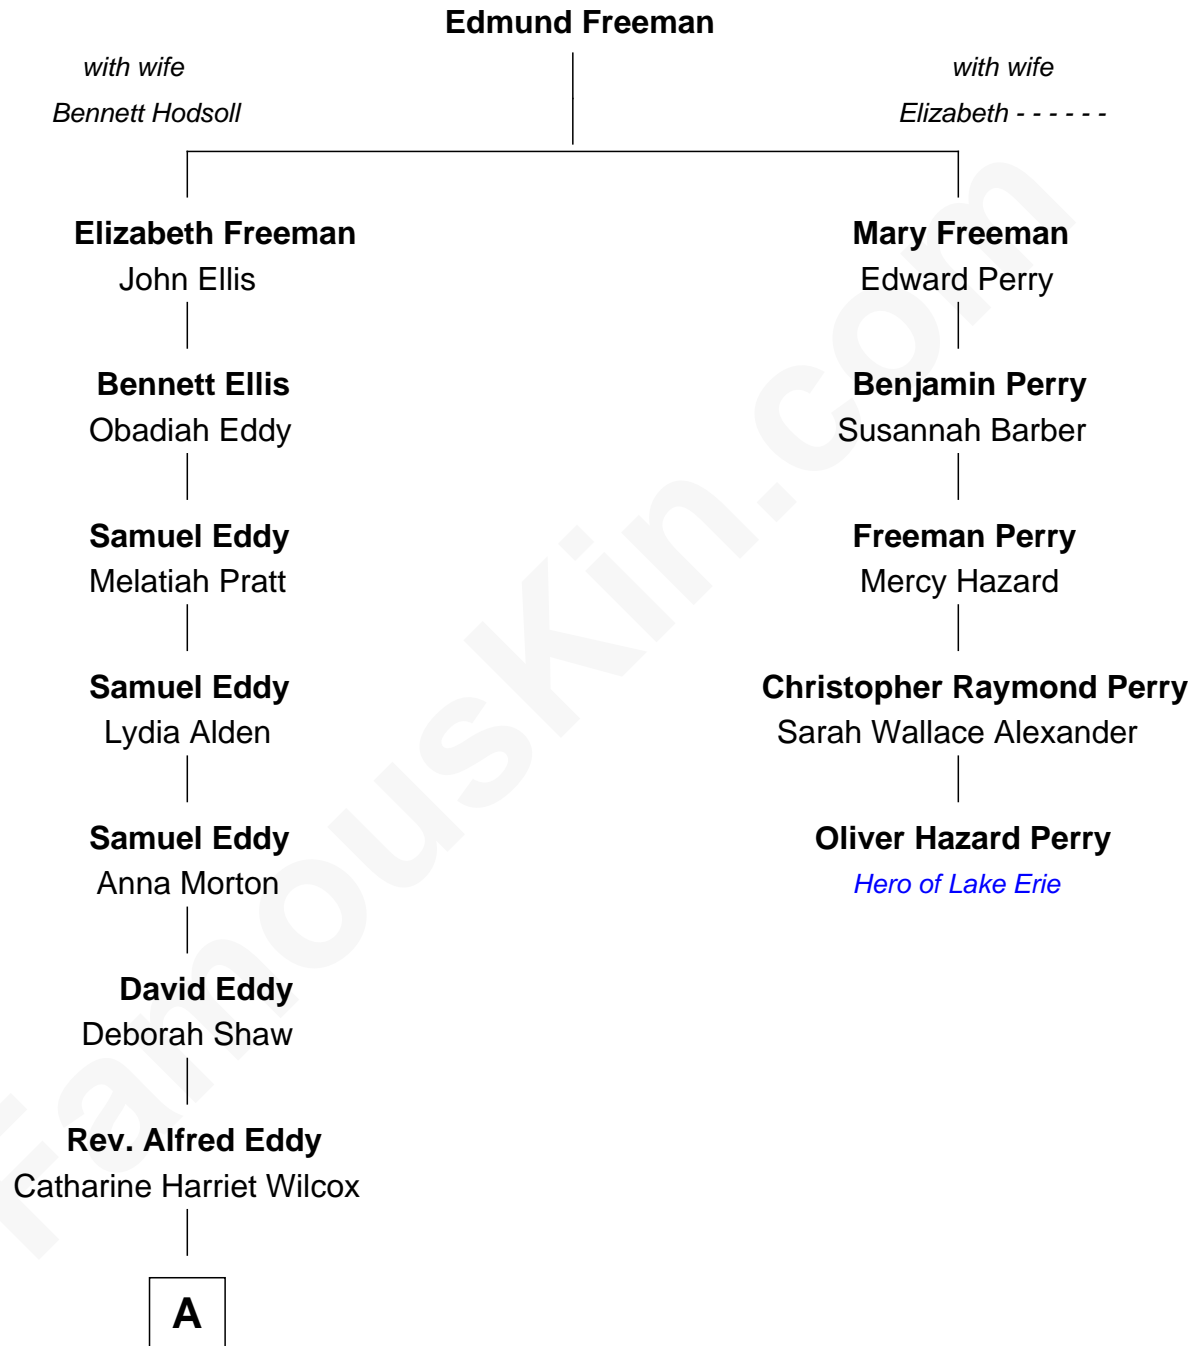 Edmund Freeman
with wife
Bennett Hodsoll
with wife
Elizabeth - - - - - -
Elizabeth Freeman
John Ellis
Mary Freeman
Edward Perry
Bennett Ellis
Obadiah Eddy
Benjamin Perry
Susannah Barber
Samuel Eddy
Melatiah Pratt
Freeman Perry
Mercy Hazard
Samuel Eddy
Lydia Alden
Christopher Raymond Perry
Sarah Wallace Alexander
Samuel Eddy
Anna Morton
Oliver Hazard Perry
Hero of Lake Erie
David Eddy
Deborah Shaw
Rev. Alfred Eddy
Catharine Harriet Wilcox
A
FamousKin.com